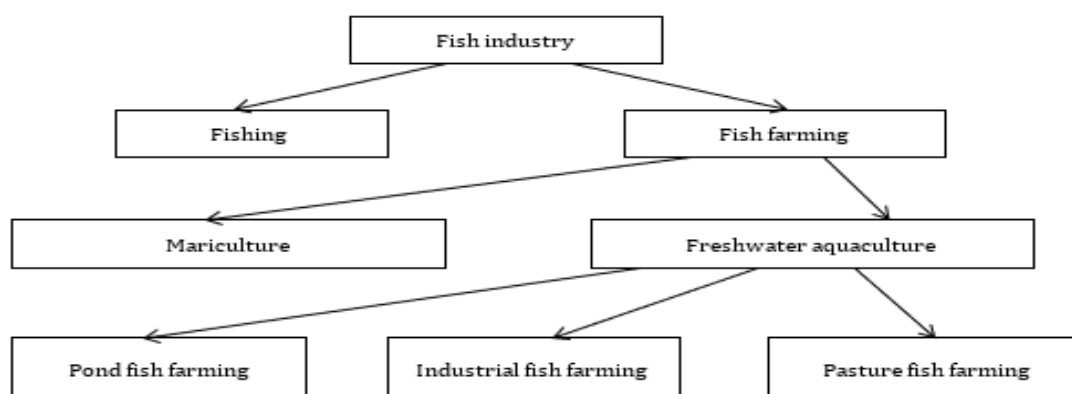 Fish industry
Fishing
Fish farming
Mariculture
Freshwater aquaculture
Pond fish farming
Industrial fish farming
Pasture fish farming